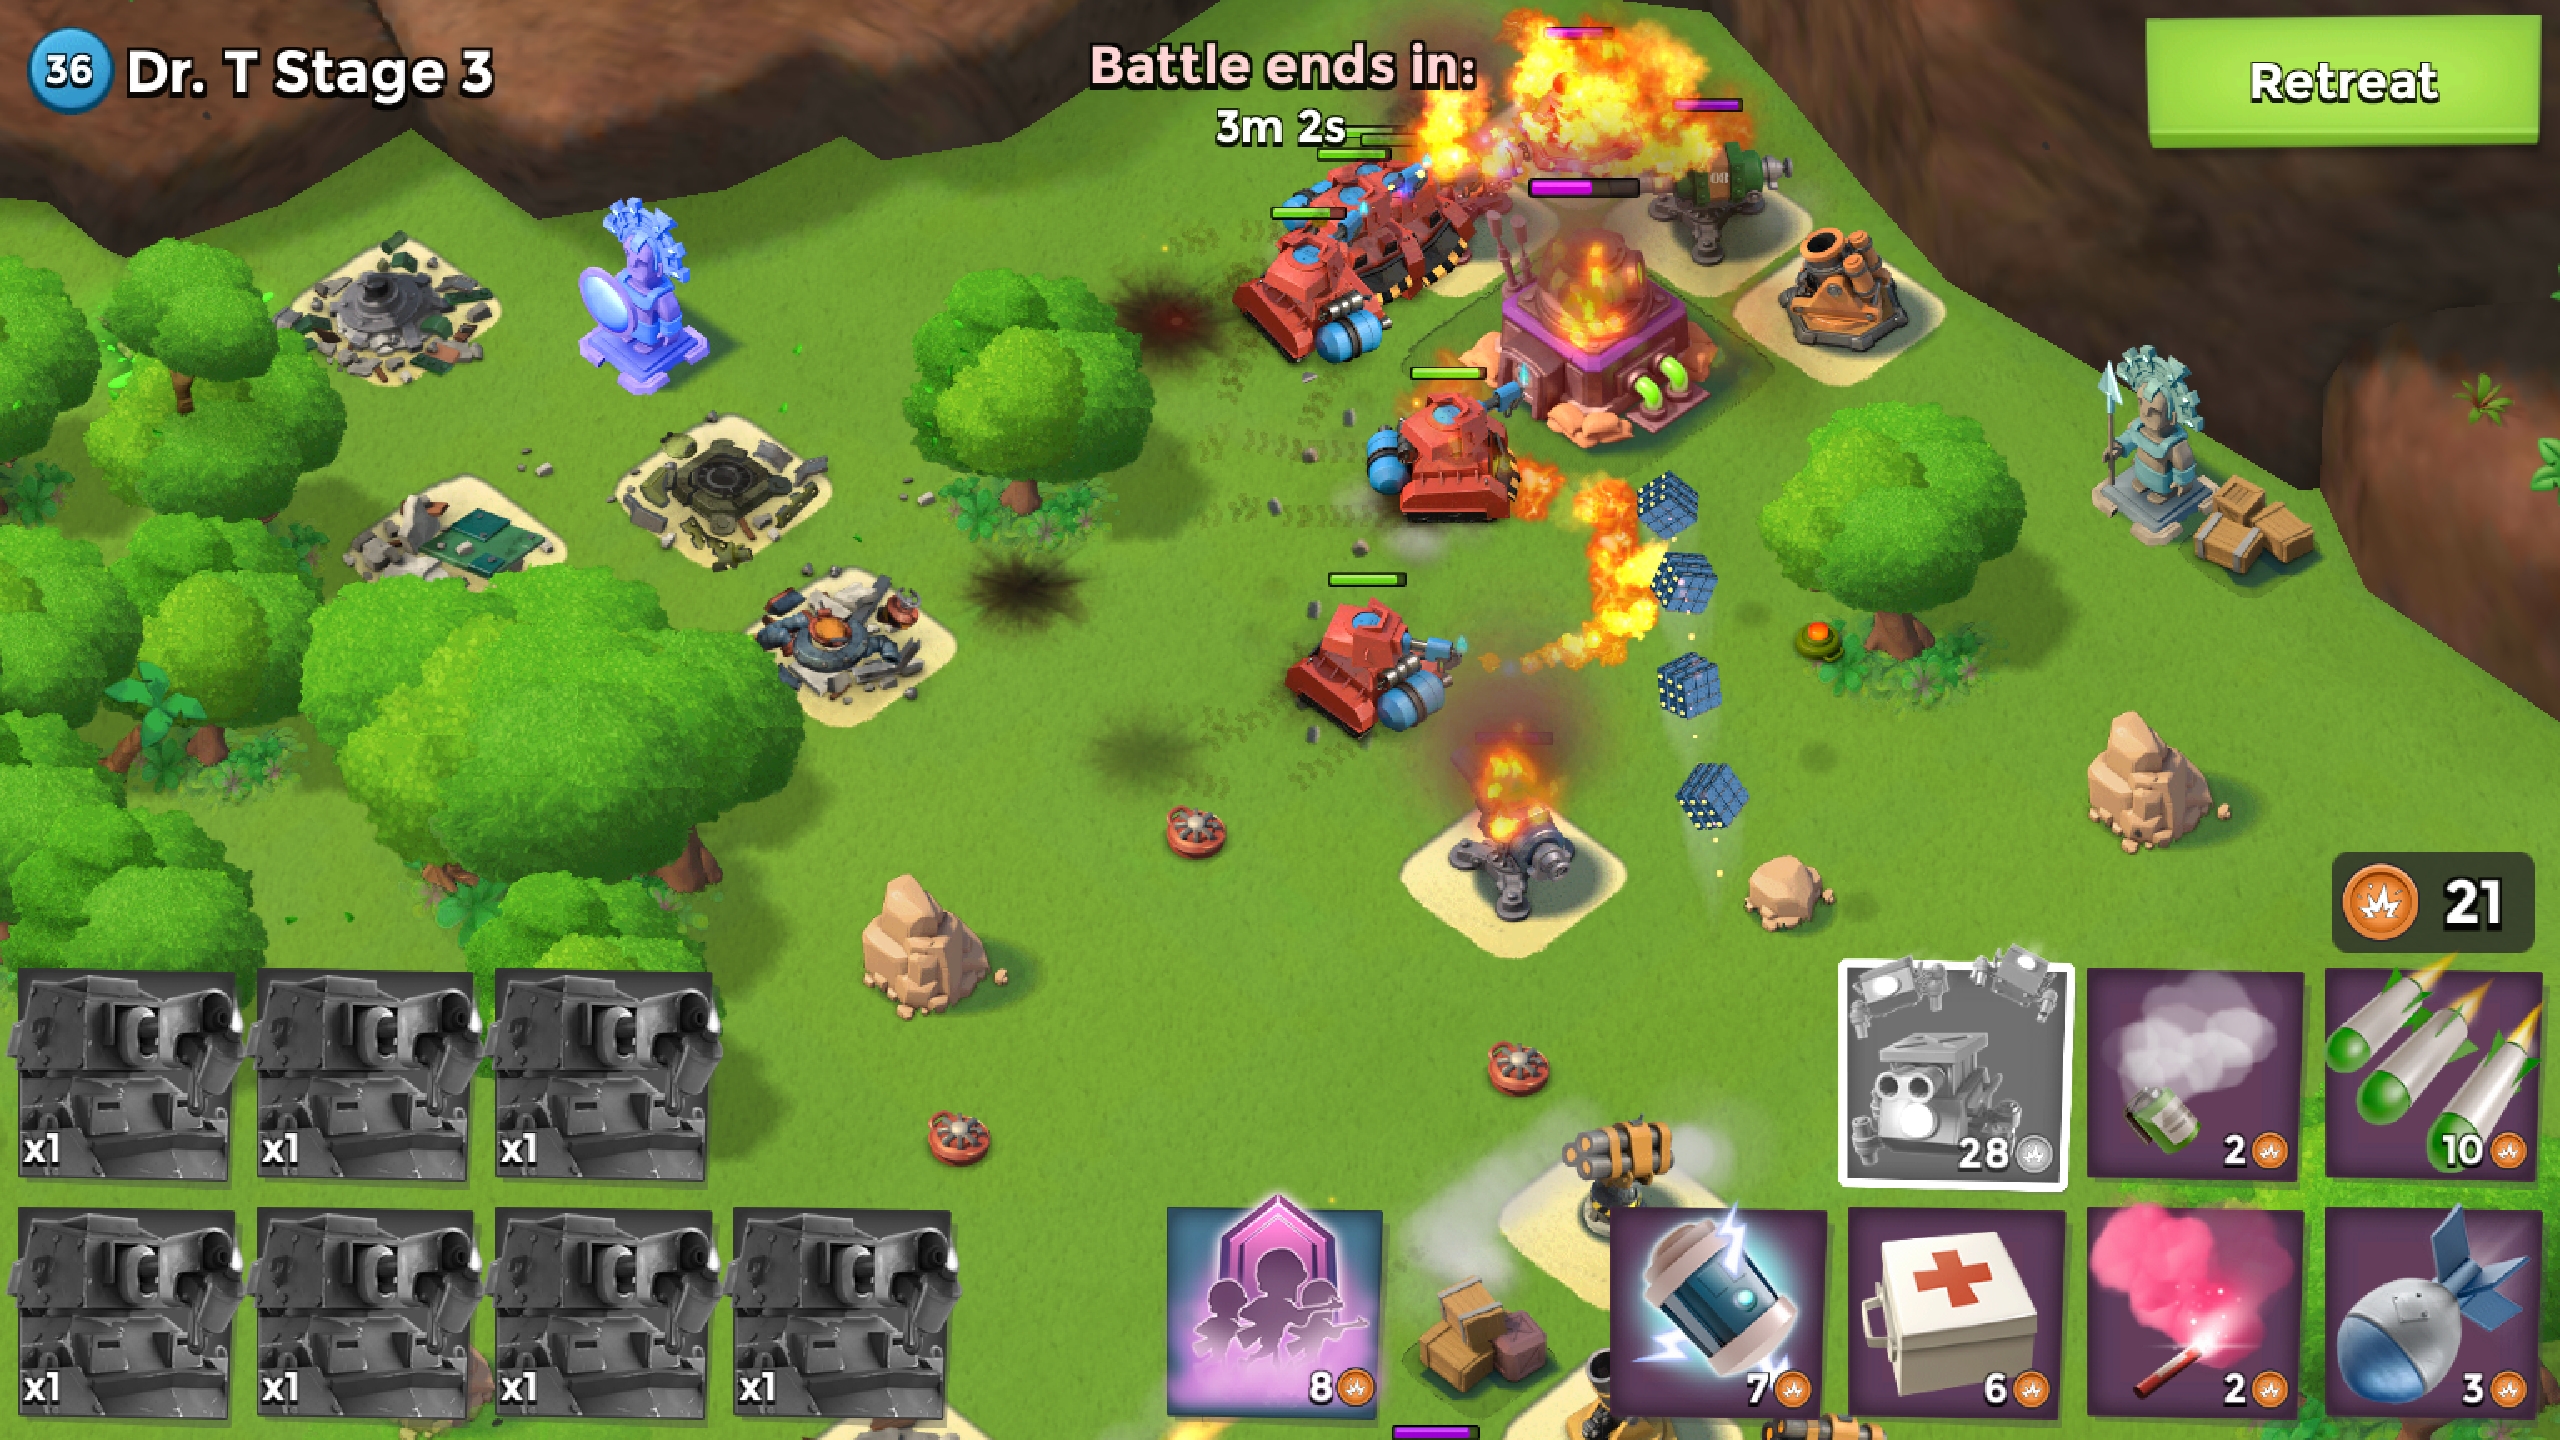 36 Dr. T Stage 3
Battle ends in:
3m 2s
Retreat
08
21
x1 x1 x1
28 2 10
x1 x1 x1 x1
8 7 6 2 3